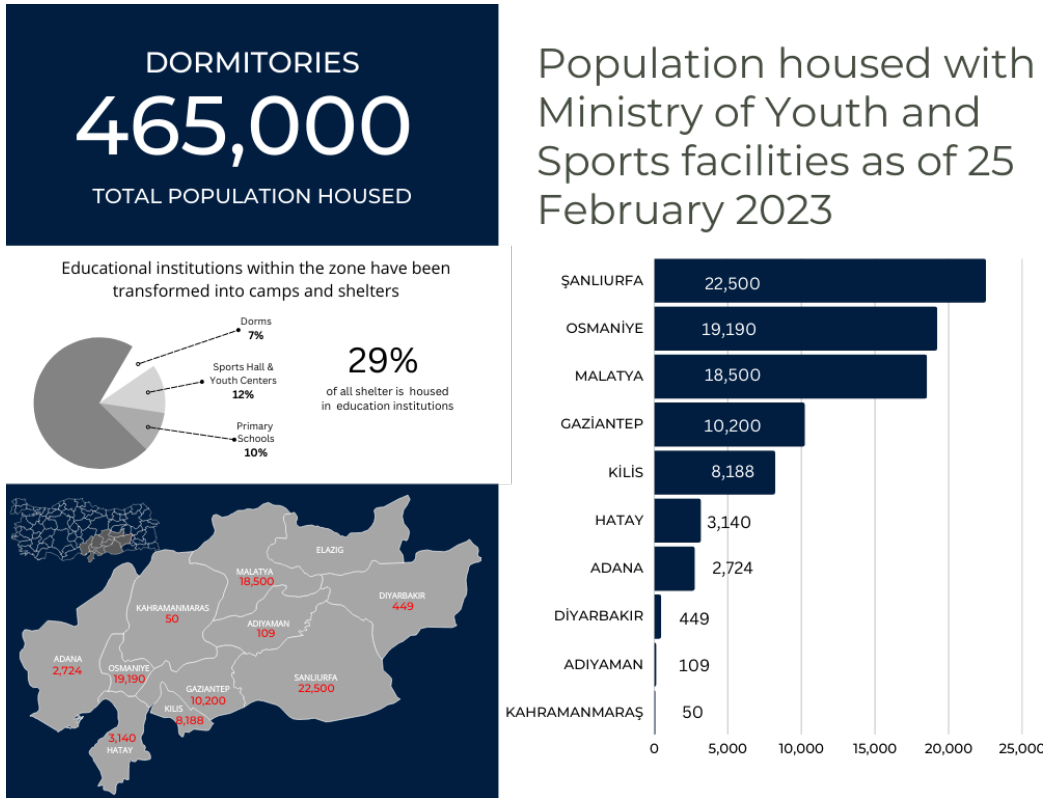 DORMITORIES
465,000
TOTAL POPULATION HOUSED
Population housed with
Ministry of Youth and
Sports facilities as of 25
February 2023
Educational institutions within the zone have been
transformed into camps and shelters
Dorms
7%
Sports Hall &
Youth Centers
12%
Primary
Schools
10%
29%
of all shelter is housed
in education institutions
ŞANLIURFA 22,500
OSMANİYE 19,190
MALATYA 18,500
GAZİANTEP 10,200
KİLİS 8,188
HATAY 3,140
ADANA 2,724
DİYARBAKIR 449
ADIYAMAN 109
KAHRAMANMARAŞ 50
0 5,000 10,000 15,000 20,000 25,000
ELAZIG
MALATYA
18,500
DIYARBAKIR
449
KAHRAMANMARAS
50
ADIYAMAN
109
ADANA
2,724
OSMANIYE
19,190
SANLIURFA
22,500
GAZIANTEP
10,200
KILIS
8,188
3,140
HATAY